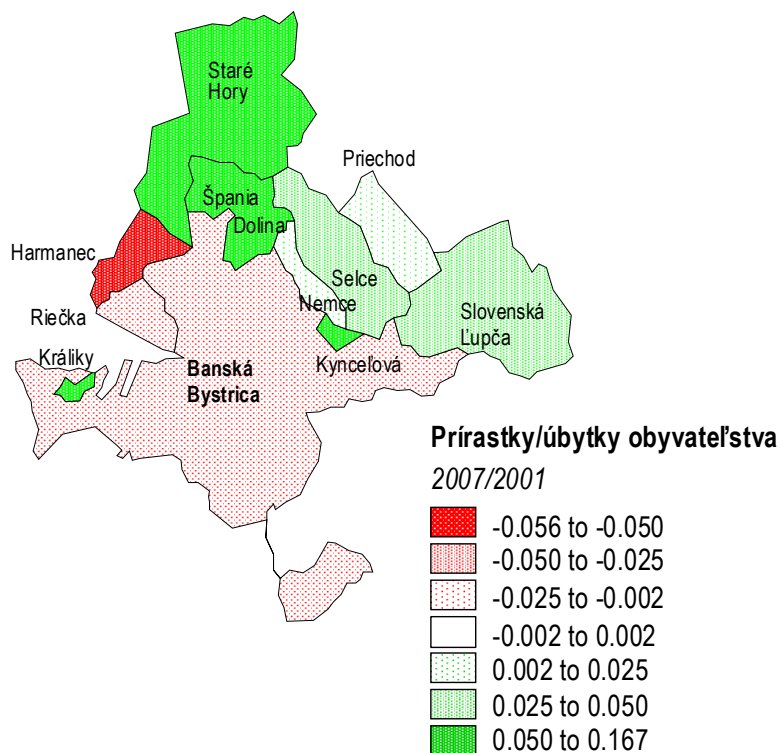 Staré
Hory
Priechod
Špania
Dolina
Harmanec
Selce
Nemce
Slovenská
Ľupča
Riečka
Králiky
Banská
Bystrica
Kynceľová
Prírastky/úbytky obyvateľstva
2007/2001
-0.056 to -0.050
-0.050 to -0.025
-0.025 to -0.002
-0.002 to 0.002
0.002 to 0.025
0.025 to 0.050
0.050 to 0.167